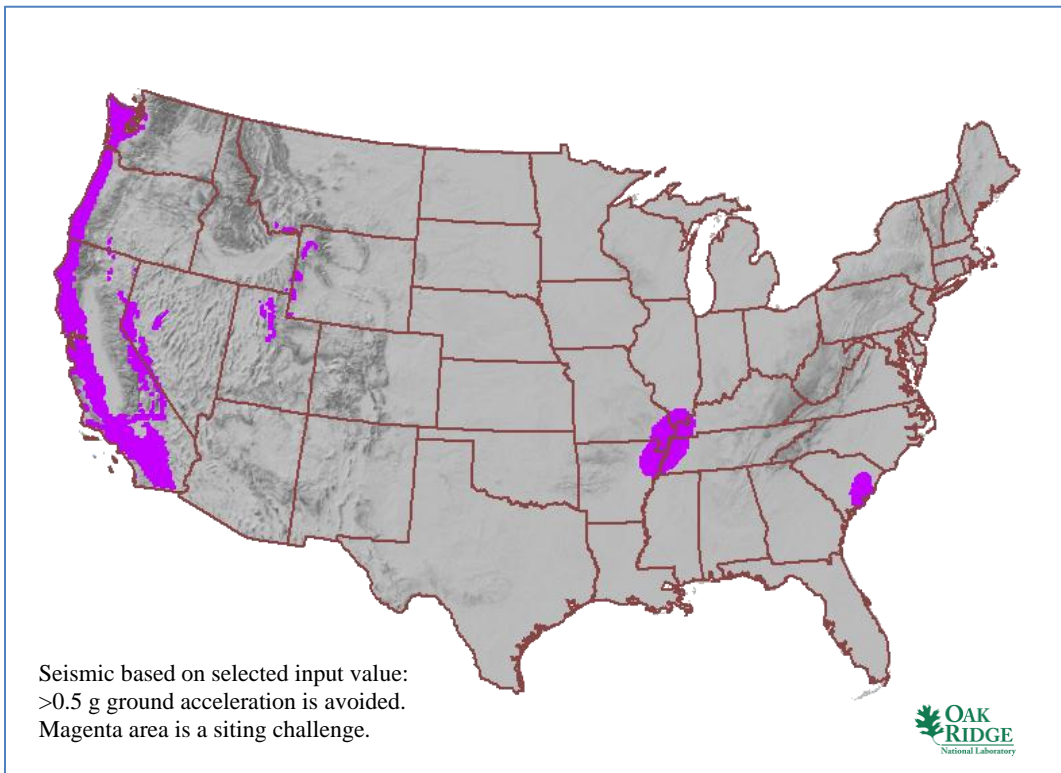 Seismic based on selected input value:
>0.5 g ground acceleration is avoided.
Magenta area is a siting challenge.
OAK
RIDGE
National Laboratory